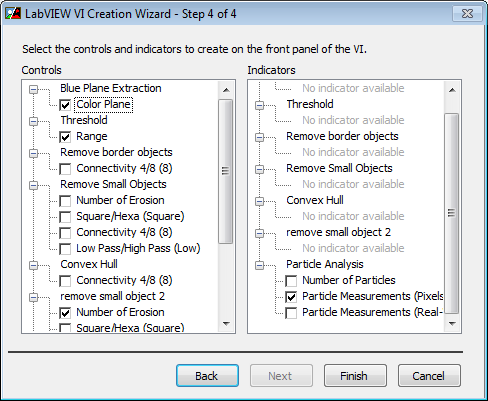 LabVIEW VI Creation Wizard - Step 4 of 4
Select the controls and indicators to create on the front panel of the VI.
Controls
Blue Plane Extraction
Color Plane
Threshold
Range
Remove border objects
Connectivity 4/8 (8)
Remove Small Objects
Number of Erosion
Square/Hexa (Square)
Connectivity 4/8 (8)
Low Pass/High Pass (Low)
Convex Hull
Connectivity 4/8 (8)
remove small object 2
Number of Erosion
Square/Hexa (Square)
Indicators
No indicator available
Threshold
No indicator available
Remove border objects
No indicator available
Remove Small Objects
No indicator available
Convex Hull
No indicator available
remove small object 2
No indicator available
Particle Analysis
Number of Particles
Particle Measurements (Pixels
Particle Measurements (Real-
Back
Next
Finish
Cancel